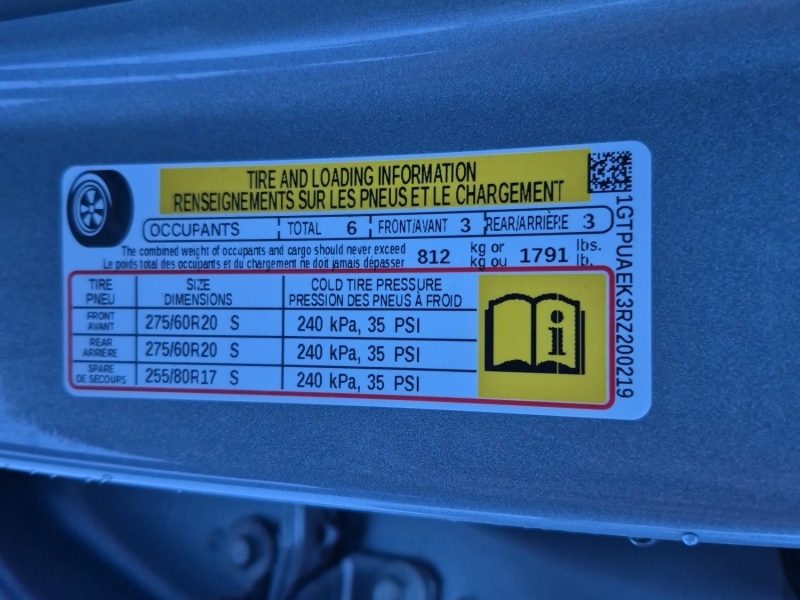 TIRE AND LOADING INFORMATION
RENSEIGNEMENTS SUR LES PNEUS ET LE CHARGEMENT
OCCUPANTS TOTAL 6 FRONT/AVANT 3 REAR/ARRIÈRE 3
The combined weight of occupants and cargo should never exceed 812 kg or 1791 lbs.
Le poids total des occupants et du chargement ne doit jamais dépasser kg ou lb.
TIRE SIZE COLD TIRE PRESSURE
PNEU DIMENSIONS PRESSION DES PNEUS À FROID
FRONT
AVANT 275/60R20 S 240 kPa, 35 PSI
REAR
ARRIÈRE 275/60R20 S 240 kPa, 35 PSI
SPARE
DE SECOURS 255/80R17 S 240 kPa, 35 PSI
i
1GTPUAEK3RZ200219